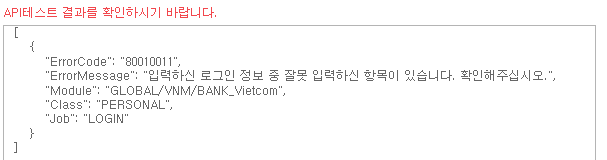 API테스트 결과를 확인하시기 바랍니다.
[
{
"ErrorCode": "80010011",
"ErrorMessage": "입력하신 로그인 정보 중 잘못 입력하신 항목이 있습니다. 확인해주십시오.",
"Module": "GLOBAL/VNM/BANK_Vietcom",
"Class": "PERSONAL",
"Job": "LOGIN"
}
]